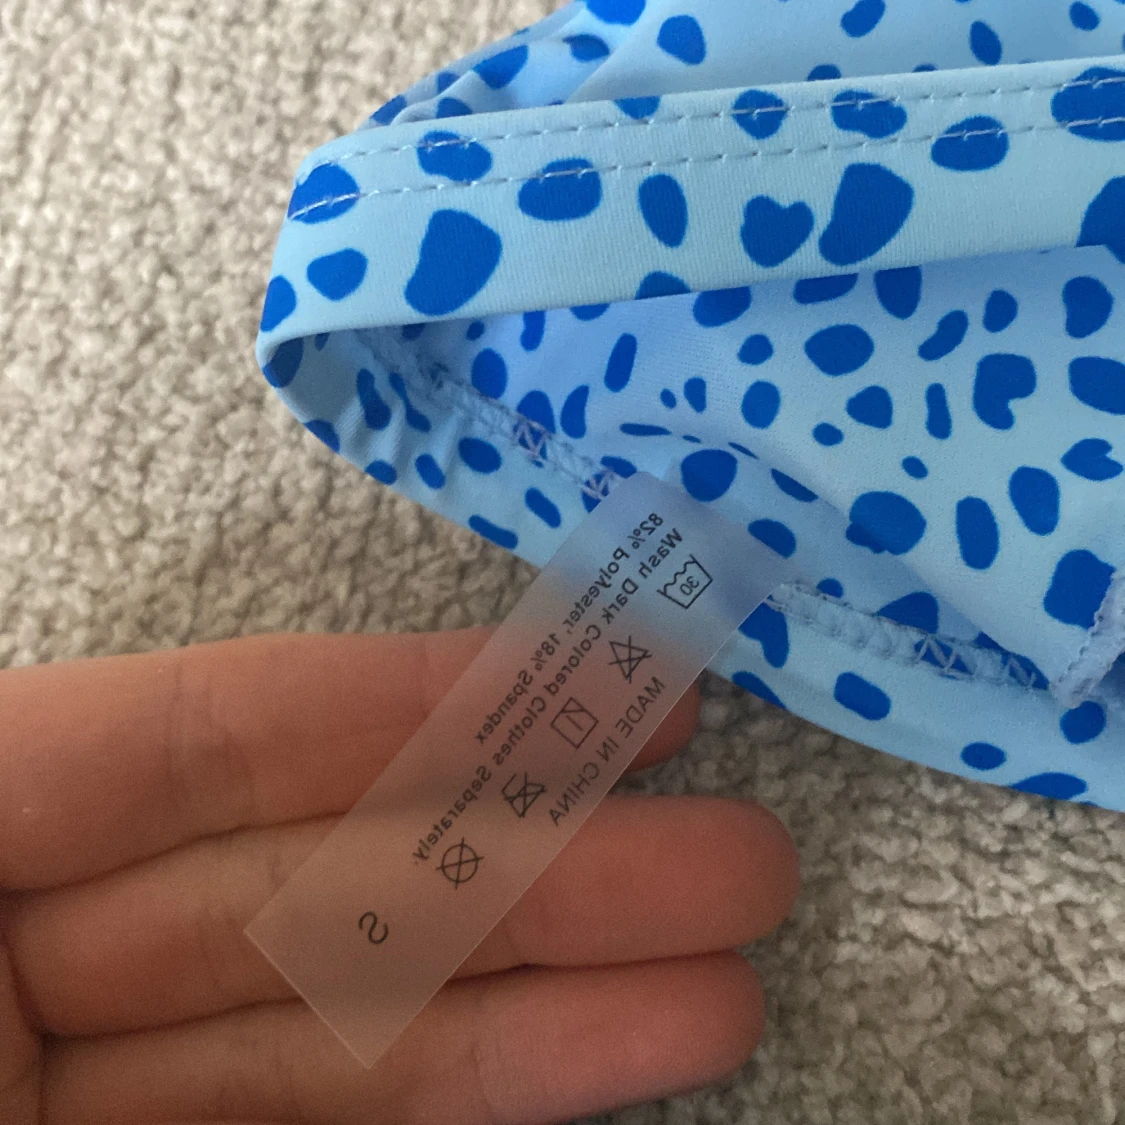 82% Polyester, 18% Spandex
Wash Dark Colored Clothes Separately.
30
MADE IN CHINA
S